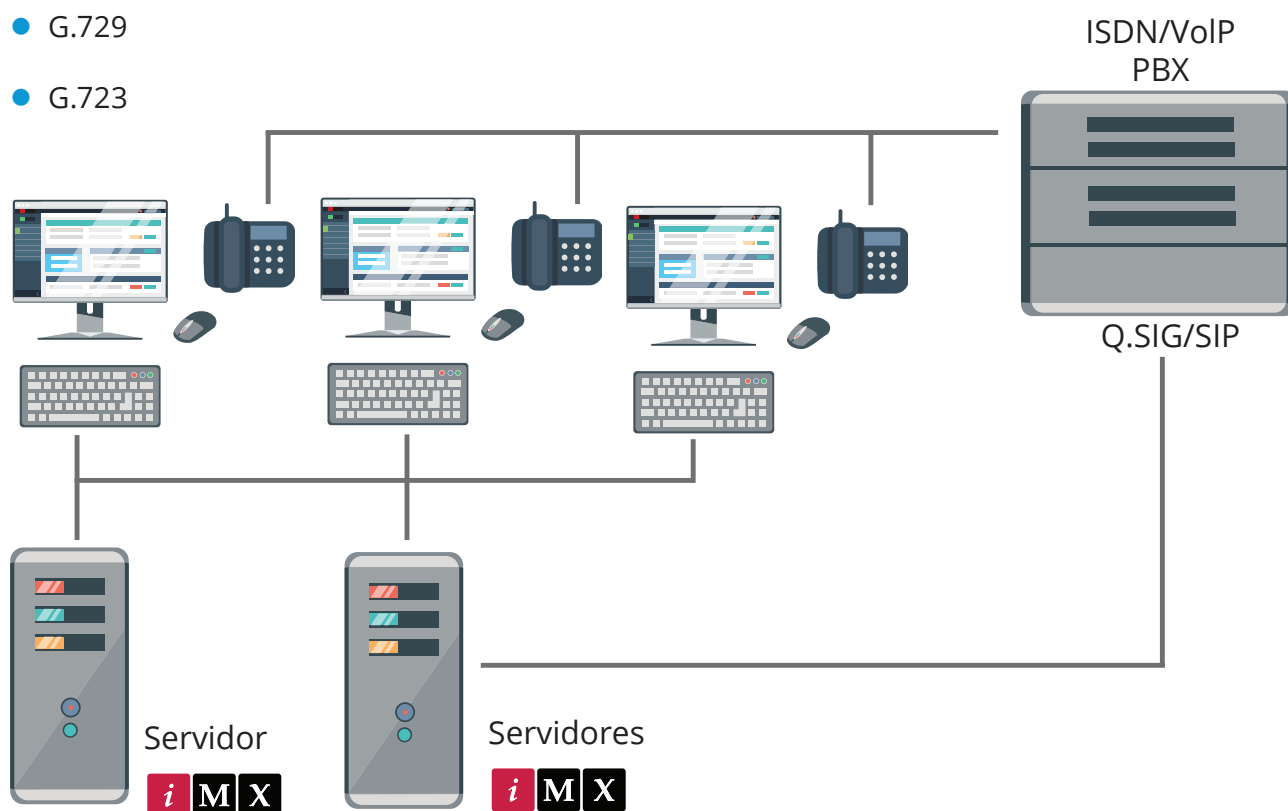 G.729
G.723
ISDN/VoIP
PBX
Q.SIG/SIP
Servidor
iMX
Servidores
iMX